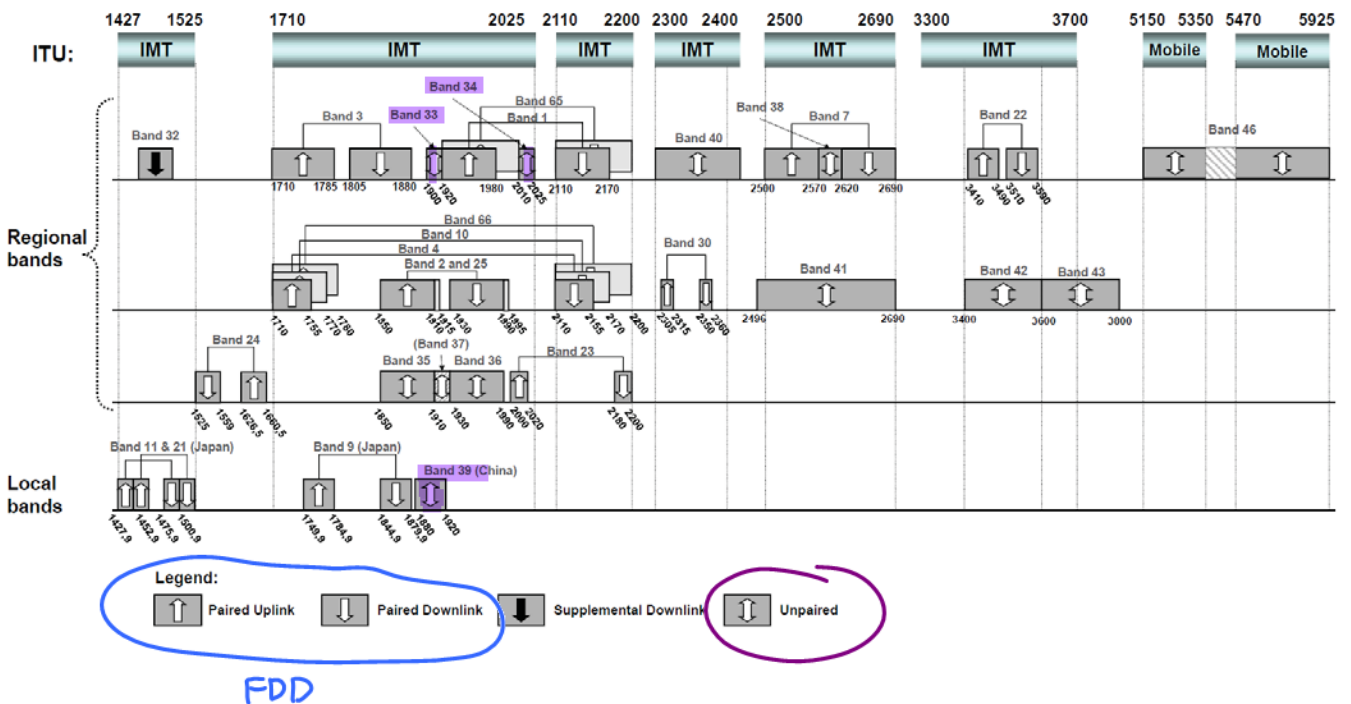 1427 1525 1710 2025 2110 2200 2300 2400 2500 2690 3300 3700 5150 5350 5470 5925
ITU: IMT IMT IMT IMT IMT IMT Mobile Mobile
Band 34
Band 65
Band 33
Band 38
Band 3 Band 1 Band 7 Band 22
Band 32 Band 40 Band 46
1710 1785 1805 1880 1900 1920 1980 2010 2025 2110 2170 2500 2570 2620 2690 3410 3490 3510 3590
Regional
bands
Band 66
Band 10
Band 4 Band 30
Band 2 and 25 Band 41 Band 42 Band 43
1710 1755 1770 1780 1850 1910 1915 1930 1990 1995 2110 2155 2170 2200 2305 2315 2350 2360 2496 2690 3400 3600 3800
(Band 37)
Band 24 Band 35 Band 36 Band 23
1525 1559 1626,5 1660,5 1850 1910 1930 1990 2000 2020 2180 2200
Local
bands
Band 11 & 21 (Japan) Band 9 (Japan) Band 39 (China)
1427,9 1452,9 1475,9 1500,9 1749,9 1784,9 1844,9 1879,9 1880 1920
Legend:
Paired Uplink Paired Downlink Supplemental Downlink Unpaired
FDD